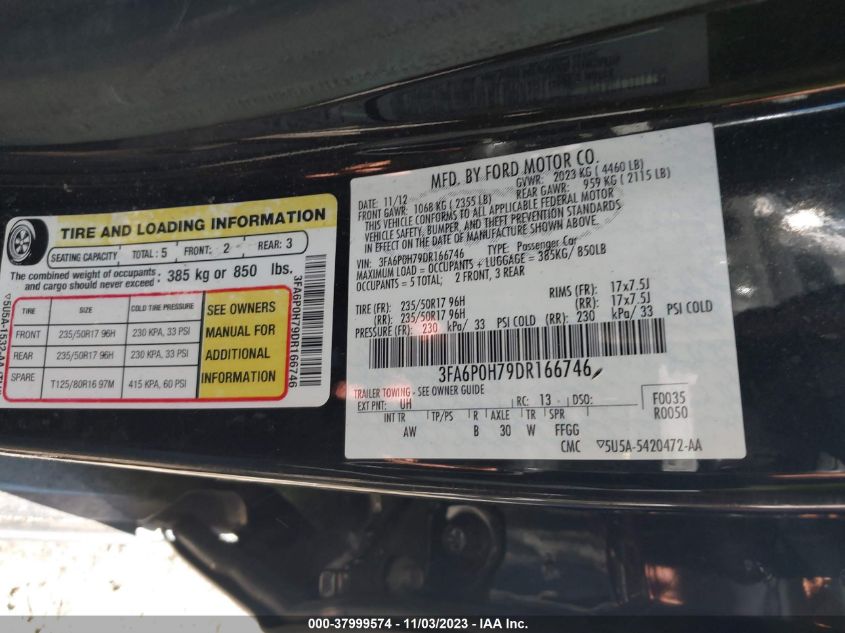 TIRE AND LOADING INFORMATION
SEATING CAPACITY TOTAL: 5 FRONT: 2 REAR: 3
The combined weight of occupants and cargo should never exceed: 385 kg or 850 lbs.
TIRE SIZE COLD TIRE PRESSURE
FRONT 235/50R17 96H 230 KPA, 33 PSI
REAR 235/50R17 96H 230 KPA, 33 PSI
SPARE T125/80R16 97M 415 KPA, 60 PSI
SEE OWNERS
MANUAL FOR
ADDITIONAL
INFORMATION
3FA6P0H79DR166746
▽5U5A-1532-AA
MFD. BY FORD MOTOR CO.
DATE: 11/12 GVWR: 2023 KG ( 4460 LB)
FRONT GAWR: 1068 KG ( 2355 LB) REAR GAWR: 959 KG ( 2115 LB)
THIS VEHICLE CONFORMS TO ALL APPLICABLE FEDERAL MOTOR
VEHICLE SAFETY, BUMPER, AND THEFT PREVENTION STANDARDS
IN EFFECT ON THE DATE OF MANUFACTURE SHOWN ABOVE.
VIN: 3FA6P0H79DR166746 TYPE: Passenger Car
MAXIMUM LOAD = OCCUPANTS + LUGGAGE = 385KG/ 850LB
OCCUPANTS = 5 TOTAL; 2 FRONT, 3 REAR
TIRE (FR): 235/50R17 96H RIMS (FR): 17x7.5J
(RR): 235/50R17 96H (RR): 17x7.5J
PRESSURE (FR): 230 kPa/ 33 PSI COLD (RR): 230 kPa/ 33 PSI COLD
3FA6P0H79DR166746
TRAILER TOWING - SEE OWNER GUIDE
EXT PNT: UH RC: 13 DSO: F0035
R0050
INT TR TP/PS R AXLE TR SPR
AW B 30 W FFGG
CMC ▽5U5A-5420472-AA
000-37999574 - 11/03/2023 - IAA Inc.